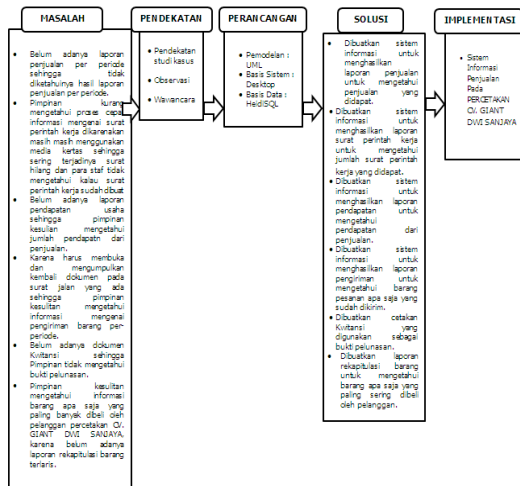 MASALAH
• Belum adanya laporan
penjualan per periode
sehingga tidak
diketahuinya hasil laporan
penjualan per periode.
• Pimpinan kurang
mengetahui proses cepat
informasi mengenai surat
perintah kerja dikarenakan
masih masih menggunakan
media kertas sehingga
sering terjadinya surat
hilang dan para staf tidak
mengetahui kalau surat
perintah kerja sudah dibuat
• Belum adanya laporan
pendapatan usaha
sehingga pimpinan
kesulian mengetahui
jumlah pendapatn dari
penjualan.
• Karena harus membuka
dan mengumpulkan
kembali dokumen pada
surat jalan yang ada
sehingga pimpinan
kesulitan mengetahui
informasi mengenai
pengiriman barang per-
periode.
• Belum adanya dokumen
Kwitansi sehingga
Pimpinan tidak mengetahui
bukti pelunasan.
• Pimpinan kesulitan
mengetahui informasi
barang apa saja yang
paling banyak dibeli oleh
pelanggan percetakan CV.
GIANT DWI SANJAYA,
karena belum adanya
laporan rekapitulasi barang
terlaris.
PENDEKATAN
• Pendekatan
studi kasus
• Observasi
• Wawancara
PERANCANGAN
• Pemodelan :
UML
• Basis Sistem :
Desktop
• Basis Data :
HeidiSQL
SOLUSI
• Dibuatkan sistem
informasi untuk
menghasilkan laporan
penjualan untuk mengetahui
penjualan yang
didapat.
• Dibuatkan sistem
informasi untuk
menghasilkan laporan
surat perintah kerja
untuk mengetahui
jumlah surat perintah
kerja yang didapat.
• Dibuatkan sistem
informasi untuk
menghasilkan laporan
pendapatan untuk
mengetahui
pendapatan dari
penjualan.
• Dibuatkan sistem
informasi untuk
menghasilkan laporan
pengiriman untuk
mengetahui barang
pesanan apa saja yang
sudah dikirim.
• Dibuatkan cetakan
Kwitansi yang
digunakan sebagai
bukti pelunasan.
• Dibuatkan laporan
rekapitulasi barang
untuk mengetahui
barang apa saja yang
paling sering dibeli
oleh pelanggan.
IMPLEMENTASI
• Sistem
Informasi
Penjualan
Pada
PERCETAKAN
CV. GIANT
DWI SANJAYA